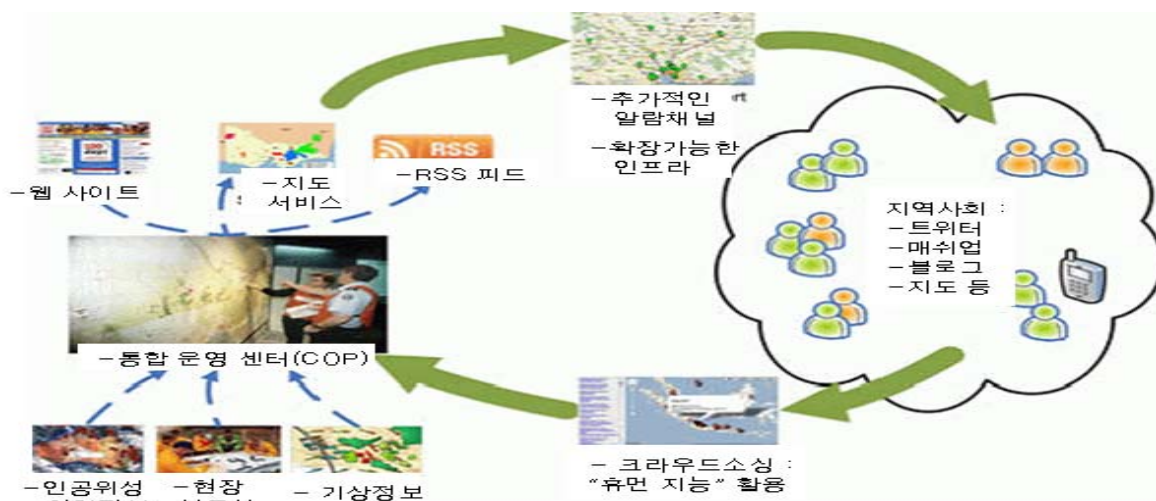 -추가적인
알람채널
-확장가능한
인프라
RSS
-웹 사이트
-지도
서비스
-RSS 피드
지역사회 :
-트위터
-매쉬업
-블로그
-지도 등
-통합 운영 센터(COP)
-인공위성
-현장
-기상정보
- 크라우드소싱 :
“휴먼 지능” 활용